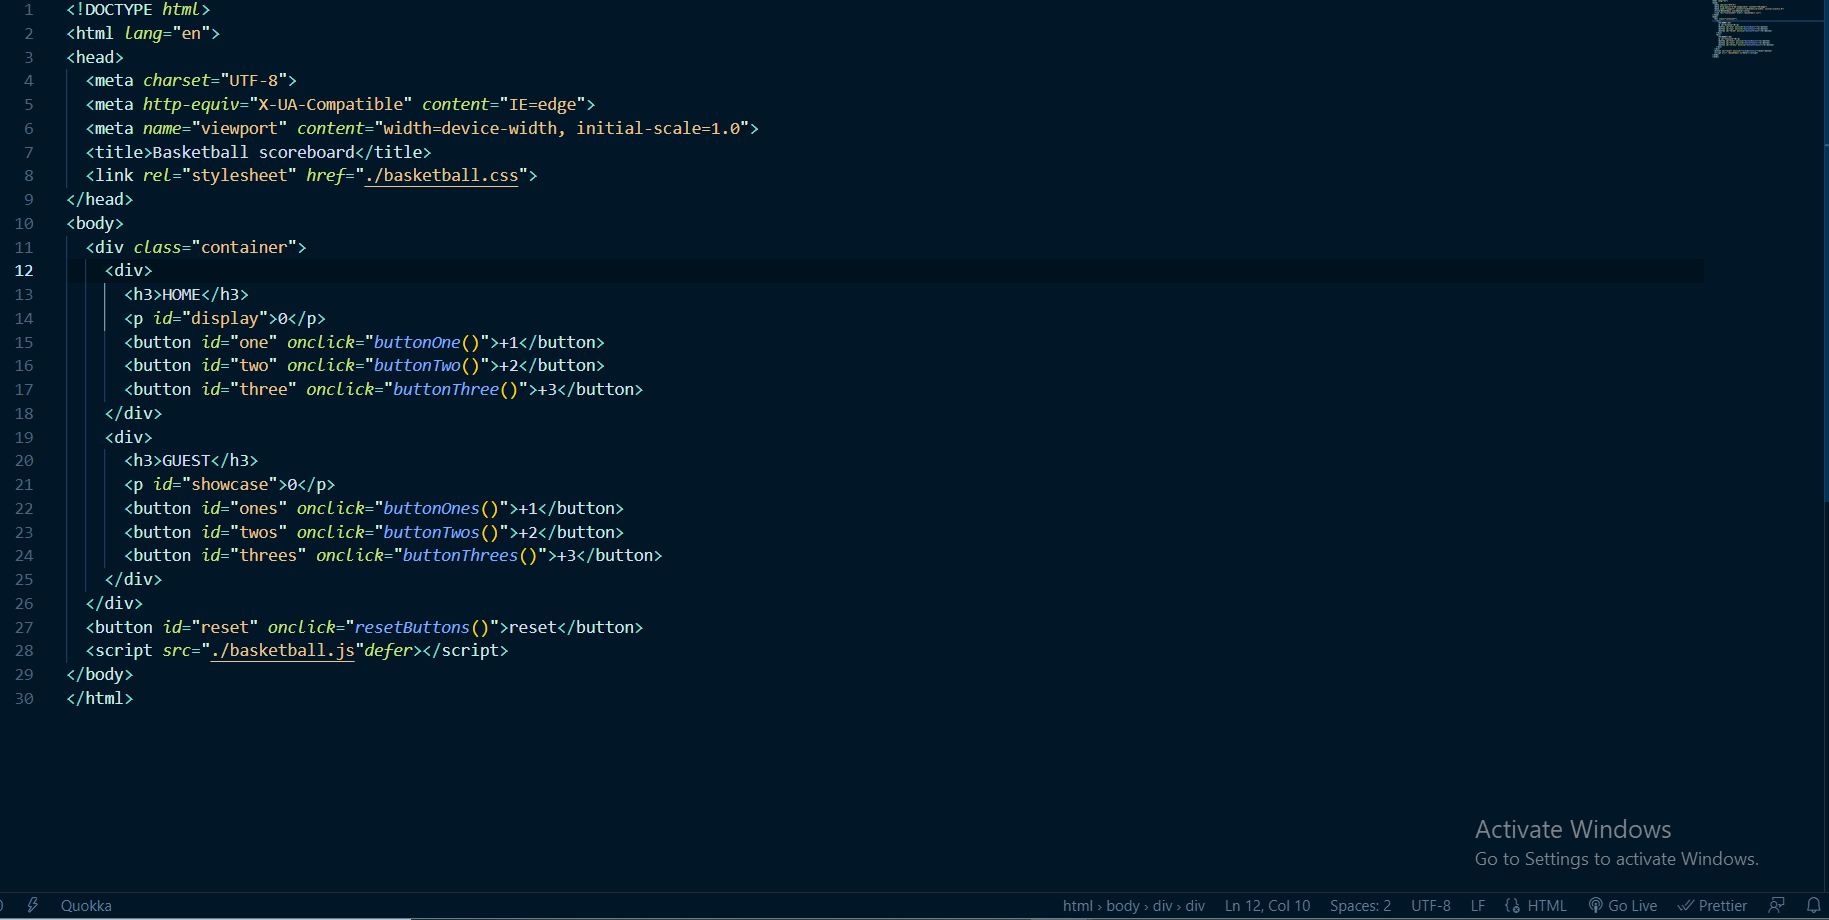 1 <!DOCTYPE html>
2 <html lang="en">
3 <head>
4 <meta charset="UTF-8">
5 <meta http-equiv="X-UA-Compatible" content="IE=edge">
6 <meta name="viewport" content="width=device-width, initial-scale=1.0">
7 <title>Basketball scoreboard</title>
8 <link rel="stylesheet" href="./basketball.css">
9 </head>
10 <body>
11 <div class="container">
12 <div>
13 <h3>HOME</h3>
14 <p id="display">0</p>
15 <button id="one" onclick="buttonOne()">+1</button>
16 <button id="two" onclick="buttonTwo()">+2</button>
17 <button id="three" onclick="buttonThree()">+3</button>
18 </div>
19 <div>
20 <h3>GUEST</h3>
21 <p id="showcase">0</p>
22 <button id="ones" onclick="buttonOnes()">+1</button>
23 <button id="twos" onclick="buttonTwos()">+2</button>
24 <button id="threes" onclick="buttonThrees()">+3</button>
25 </div>
26 </div>
27 <button id="reset" onclick="resetButtons()">reset</button>
28 <script src="./basketball.js"defer></script>
29 </body>
30 </html>
Activate Windows
Go to Settings to activate Windows.
Quokka html › body › div › div Ln 12, Col 10 Spaces: 2 UTF-8 LF HTML Go Live Prettier